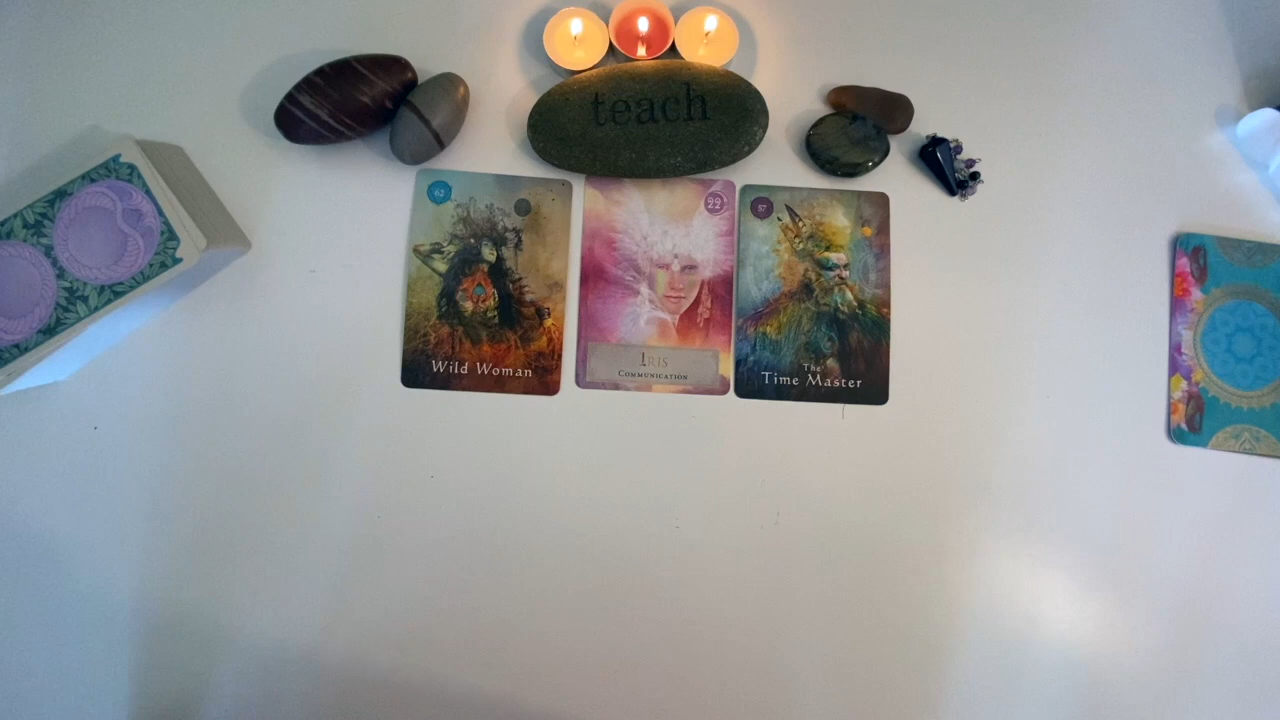 teach
62
Wild Woman
22
IRIS
COMMUNICATION
57
The
Time Master